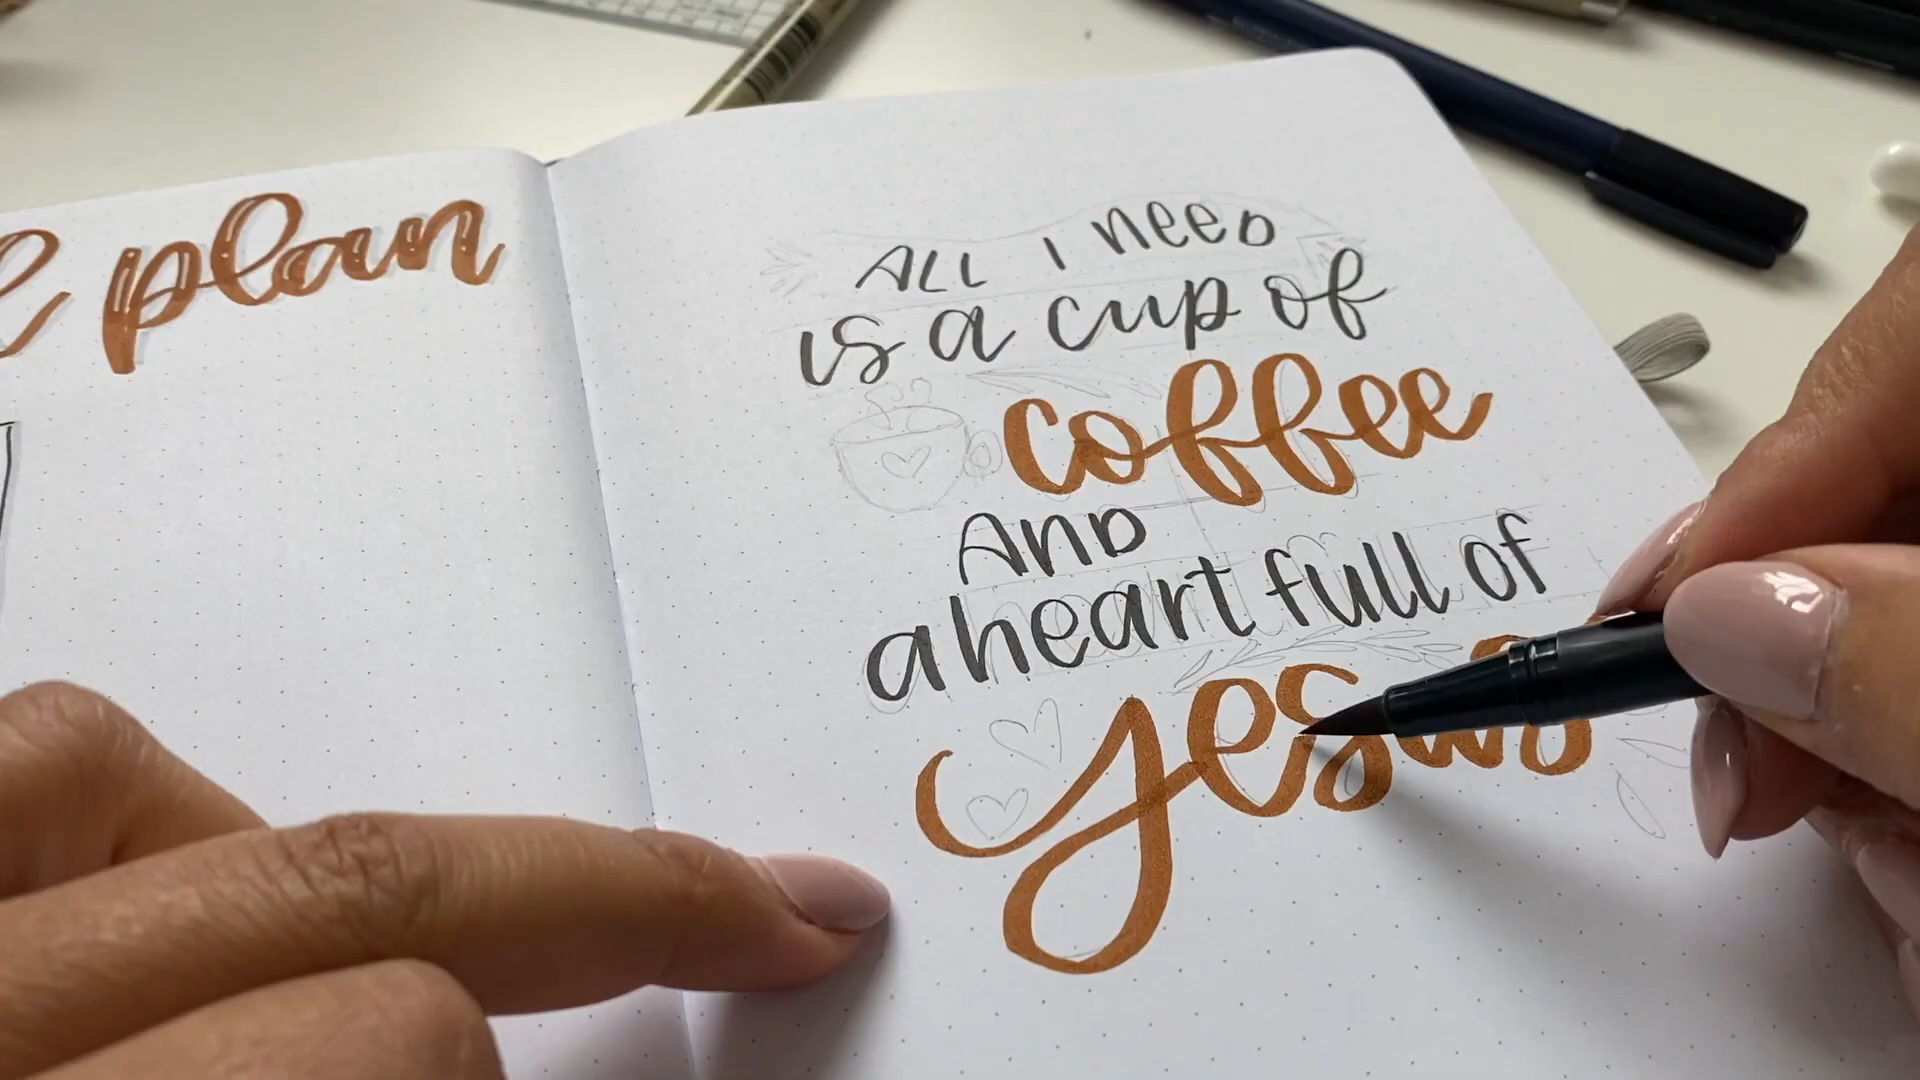 plan
ALL I need
is a cup of
coffee
And
a heart full of
Jesus